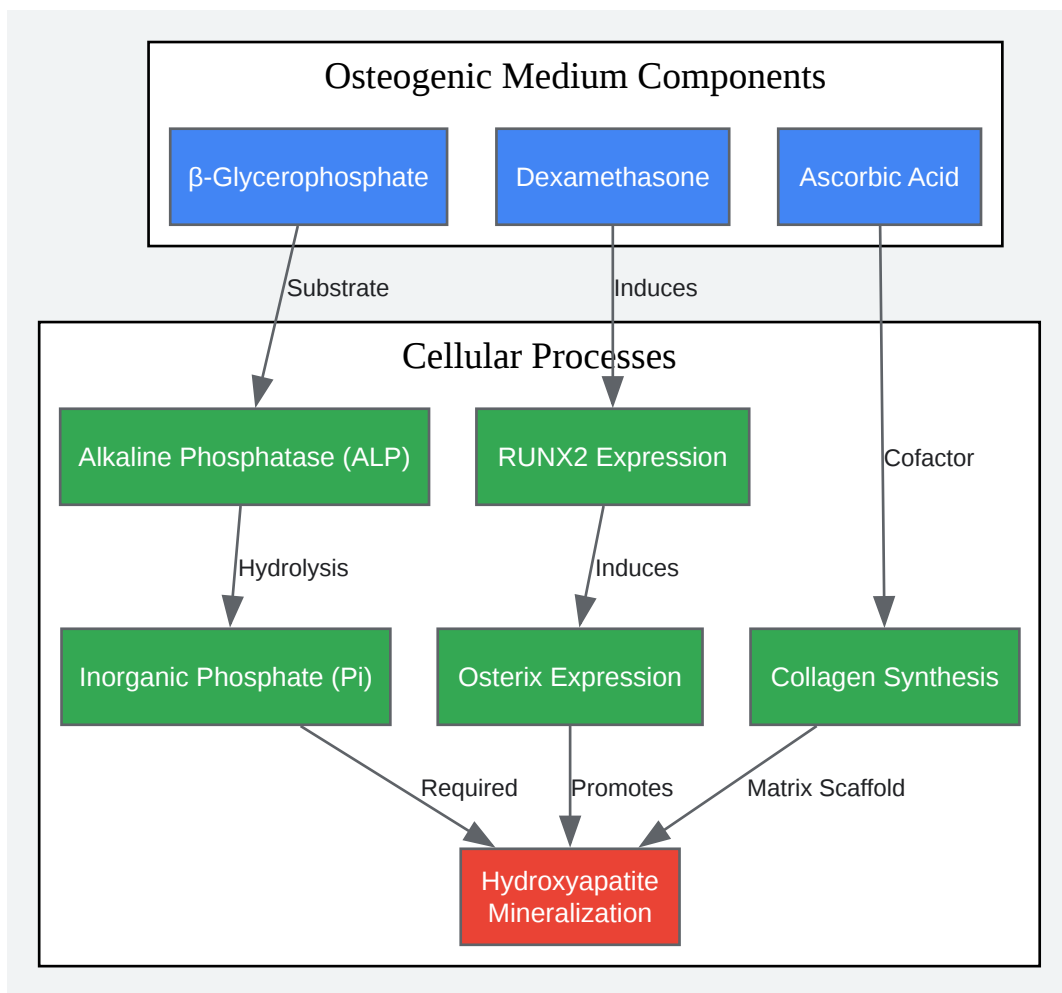 Osteogenic Medium Components
β-Glycerophosphate
Dexamethasone
Ascorbic Acid
Substrate
Induces
Cellular Processes
Alkaline Phosphatase (ALP)
RUNX2 Expression
Cofactor
Hydrolysis
Induces
Inorganic Phosphate (Pi)
Osterix Expression
Collagen Synthesis
Required
Promotes
Matrix Scaffold
Hydroxyapatite
Mineralization